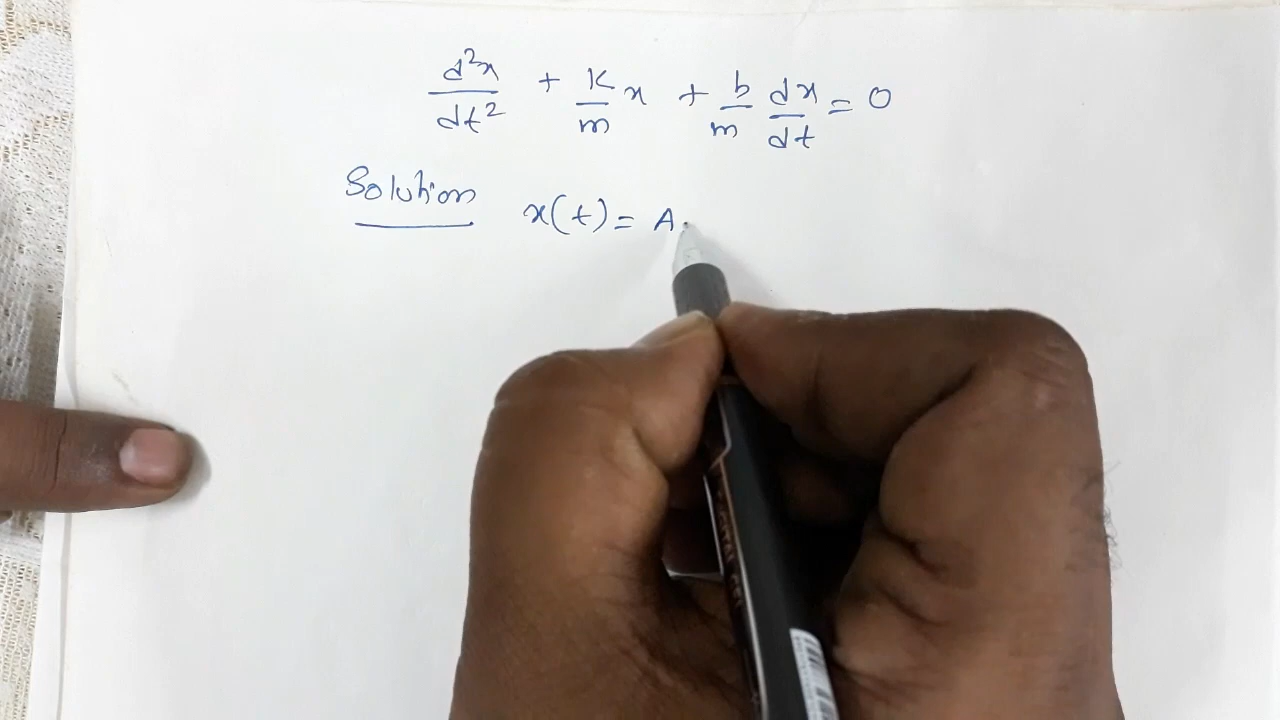 d²x/dt² + k/m x + b/m dx/dt = 0
Solution x(t) = A